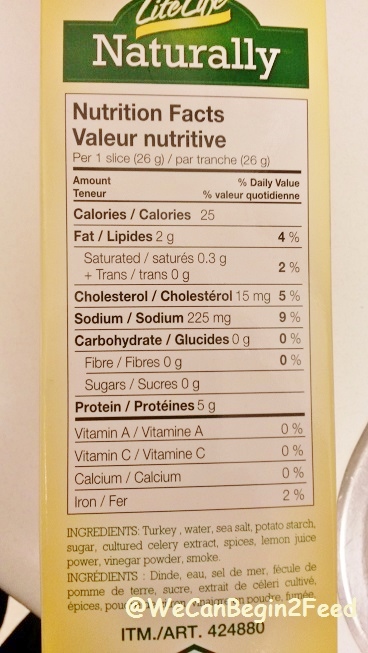 LiteLife
Naturally
Nutrition Facts
Valeur nutritive
Per 1 slice (26 g) / par tranche (26 g)
Amount % Daily Value
Teneur % valeur quotidienne
Calories / Calories 25
Fat / Lipides 2 g 4 %
Saturated / saturés 0.3 g
+ Trans / trans 0 g 2 %
Cholesterol / Cholestérol 15 mg 5 %
Sodium / Sodium 225 mg 9 %
Carbohydrate / Glucides 0 g 0 %
Fibre / Fibres 0 g 0 %
Sugars / Sucres 0 g
Protein / Protéines 5 g
Vitamin A / Vitamine A 0 %
Vitamin C / Vitamine C 0 %
Calcium / Calcium 0 %
Iron / Fer 2 %
INGREDIENTS: Turkey , water, sea salt, potato starch,
sugar, cultured celery extract, spices, lemon juice
power, vinegar powder, smoke.
INGRÉDIENTS : Dinde, eau, sel de mer, fécule de
pomme de terre, sucre, extrait de céleri cultivé,
épices, fumée.
@WeCanBegin2Feed
ITM./ART. 424880